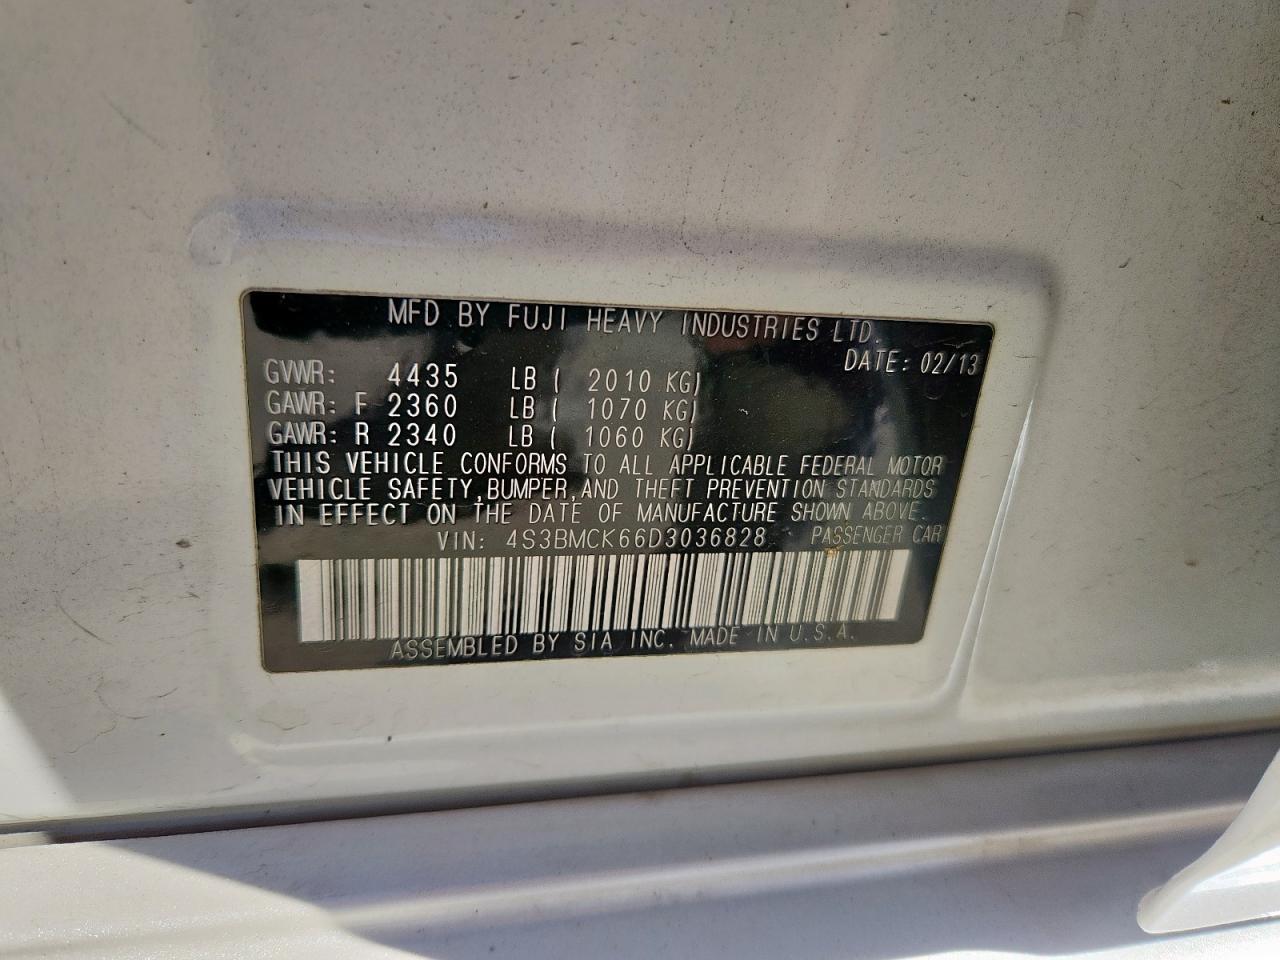 MFD BY FUJI HEAVY INDUSTRIES LTD.
DATE: 02/13
GVWR: 4435 LB ( 2010 KG)
GAWR: F 2360 LB ( 1070 KG)
GAWR: R 2340 LB ( 1060 KG)
THIS VEHICLE CONFORMS TO ALL APPLICABLE FEDERAL MOTOR
VEHICLE SAFETY,BUMPER,AND THEFT PREVENTION STANDARDS
IN EFFECT ON THE DATE OF MANUFACTURE SHOWN ABOVE.
VIN: 4S3BMCK66D3036828 PASSENGER CAR
ASSEMBLED BY SIA INC. MADE IN U.S.A.